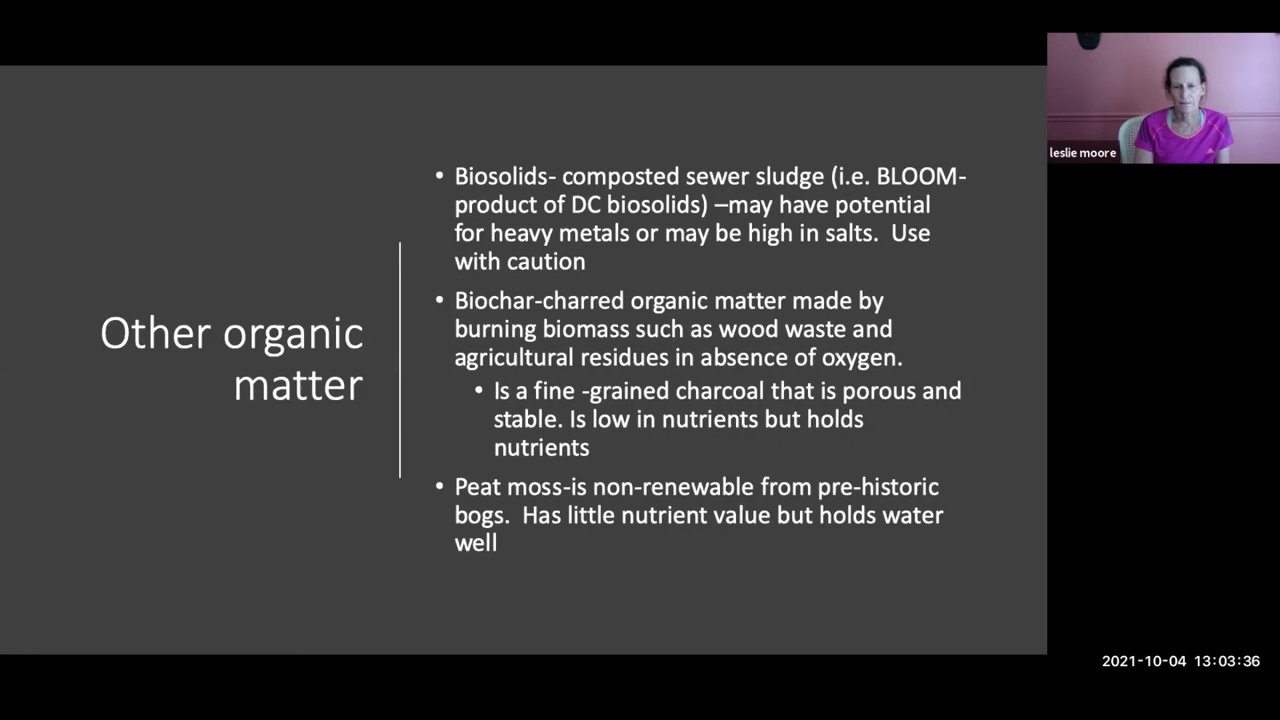 Other organic
matter
• Biosolids- composted sewer sludge (i.e. BLOOM-
product of DC biosolids) –may have potential
for heavy metals or may be high in salts.  Use
with caution
• Biochar-charred organic matter made by
burning biomass such as wood waste and
agricultural residues in absence of oxygen.
• Is a fine -grained charcoal that is porous and
stable. Is low in nutrients but holds
nutrients
• Peat moss-is non-renewable from pre-historic
bogs.  Has little nutrient value but holds water
well
leslie moore
2021-10-04 13:03:36